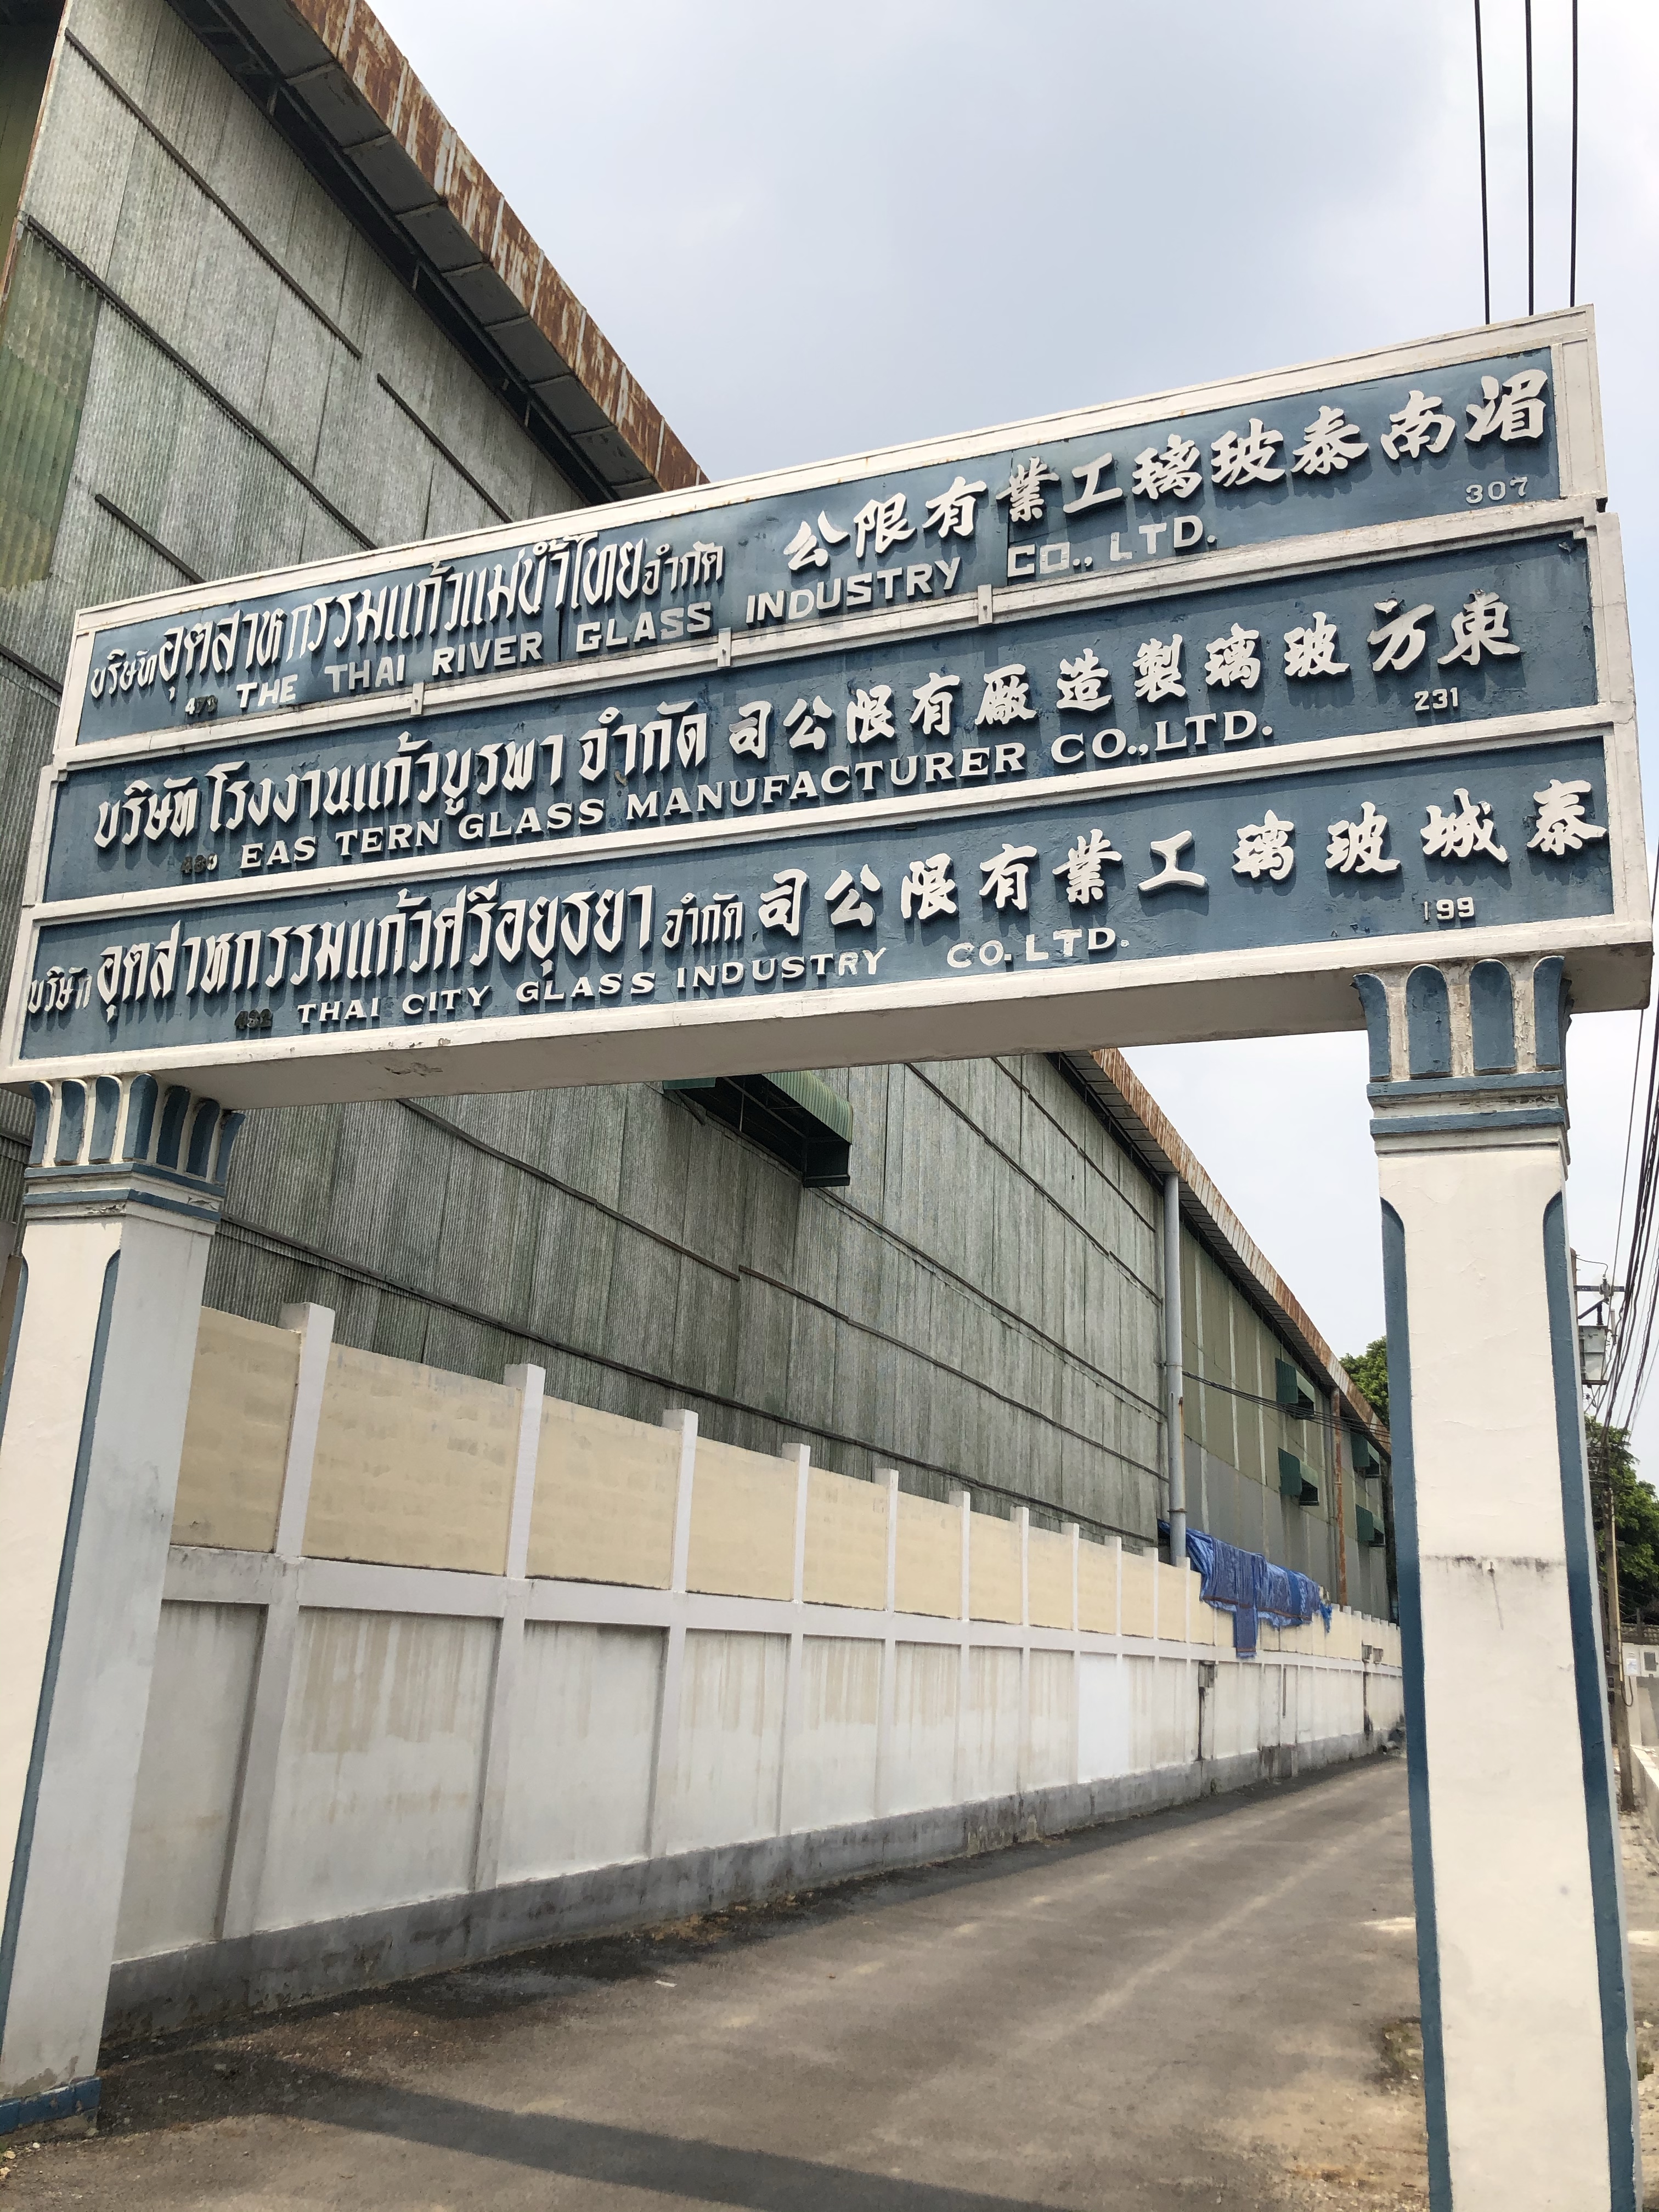 บริษัทอุตสาหกรรมแก้วแม่น้ำไทยจำกัด 湄南泰玻璃工業有限公
THE THAI RIVER GLASS INDUSTRY CO., LTD. 307
บริษัท โรงงานแก้วบูรพา จำกัด 東方玻璃製造廠有限公司
EAS TERN GLASS MANUFACTURER CO.,LTD. 231
บริษัท อุตสาหกรรมแก้วศรีอยุธยา จำกัด 泰城玻璃工業有限公司
482 THAI CITY GLASS INDUSTRY CO. LTD. 199